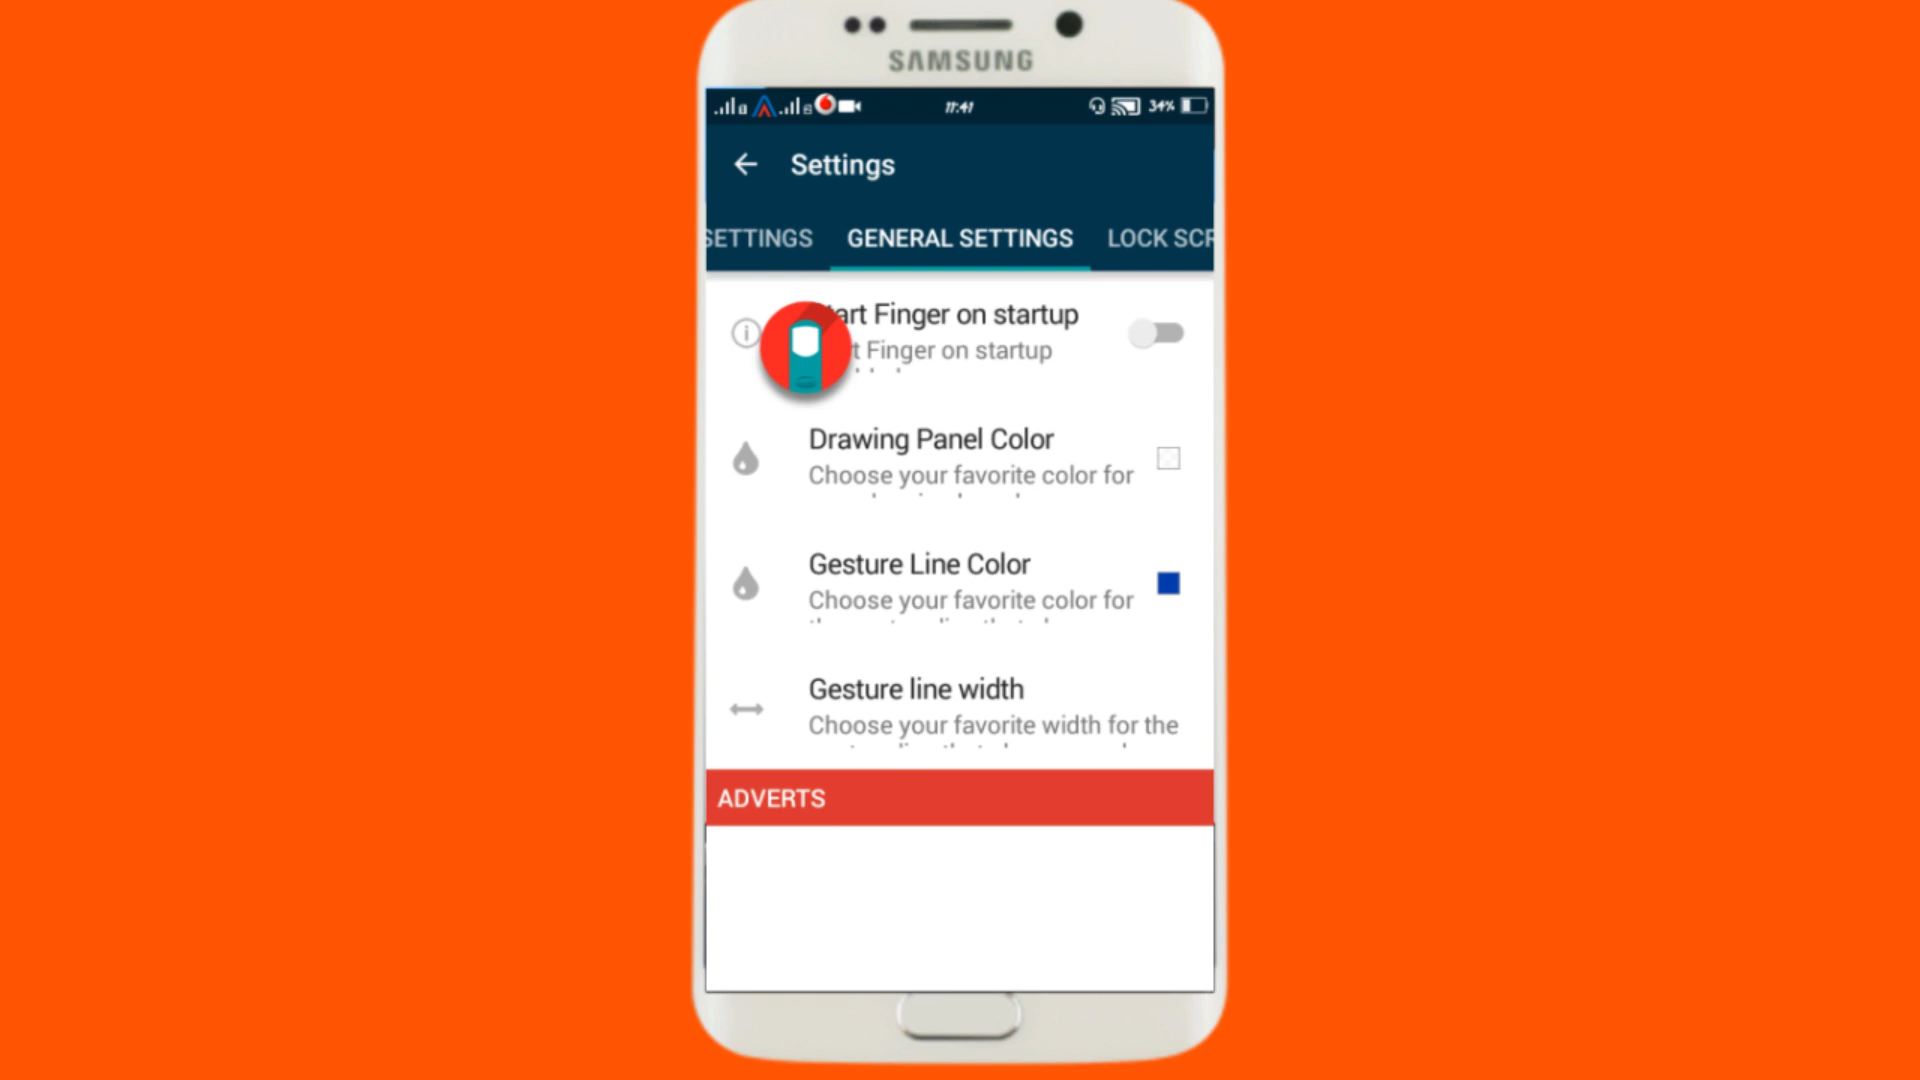 SAMSUNG
11:41
34%
Settings
SETTINGS GENERAL SETTINGS LOCK SCR
art Finger on startup
t Finger on startup
Drawing Panel Color
Choose your favorite color for
Gesture Line Color
Choose your favorite color for
Gesture line width
Choose your favorite width for the
ADVERTS